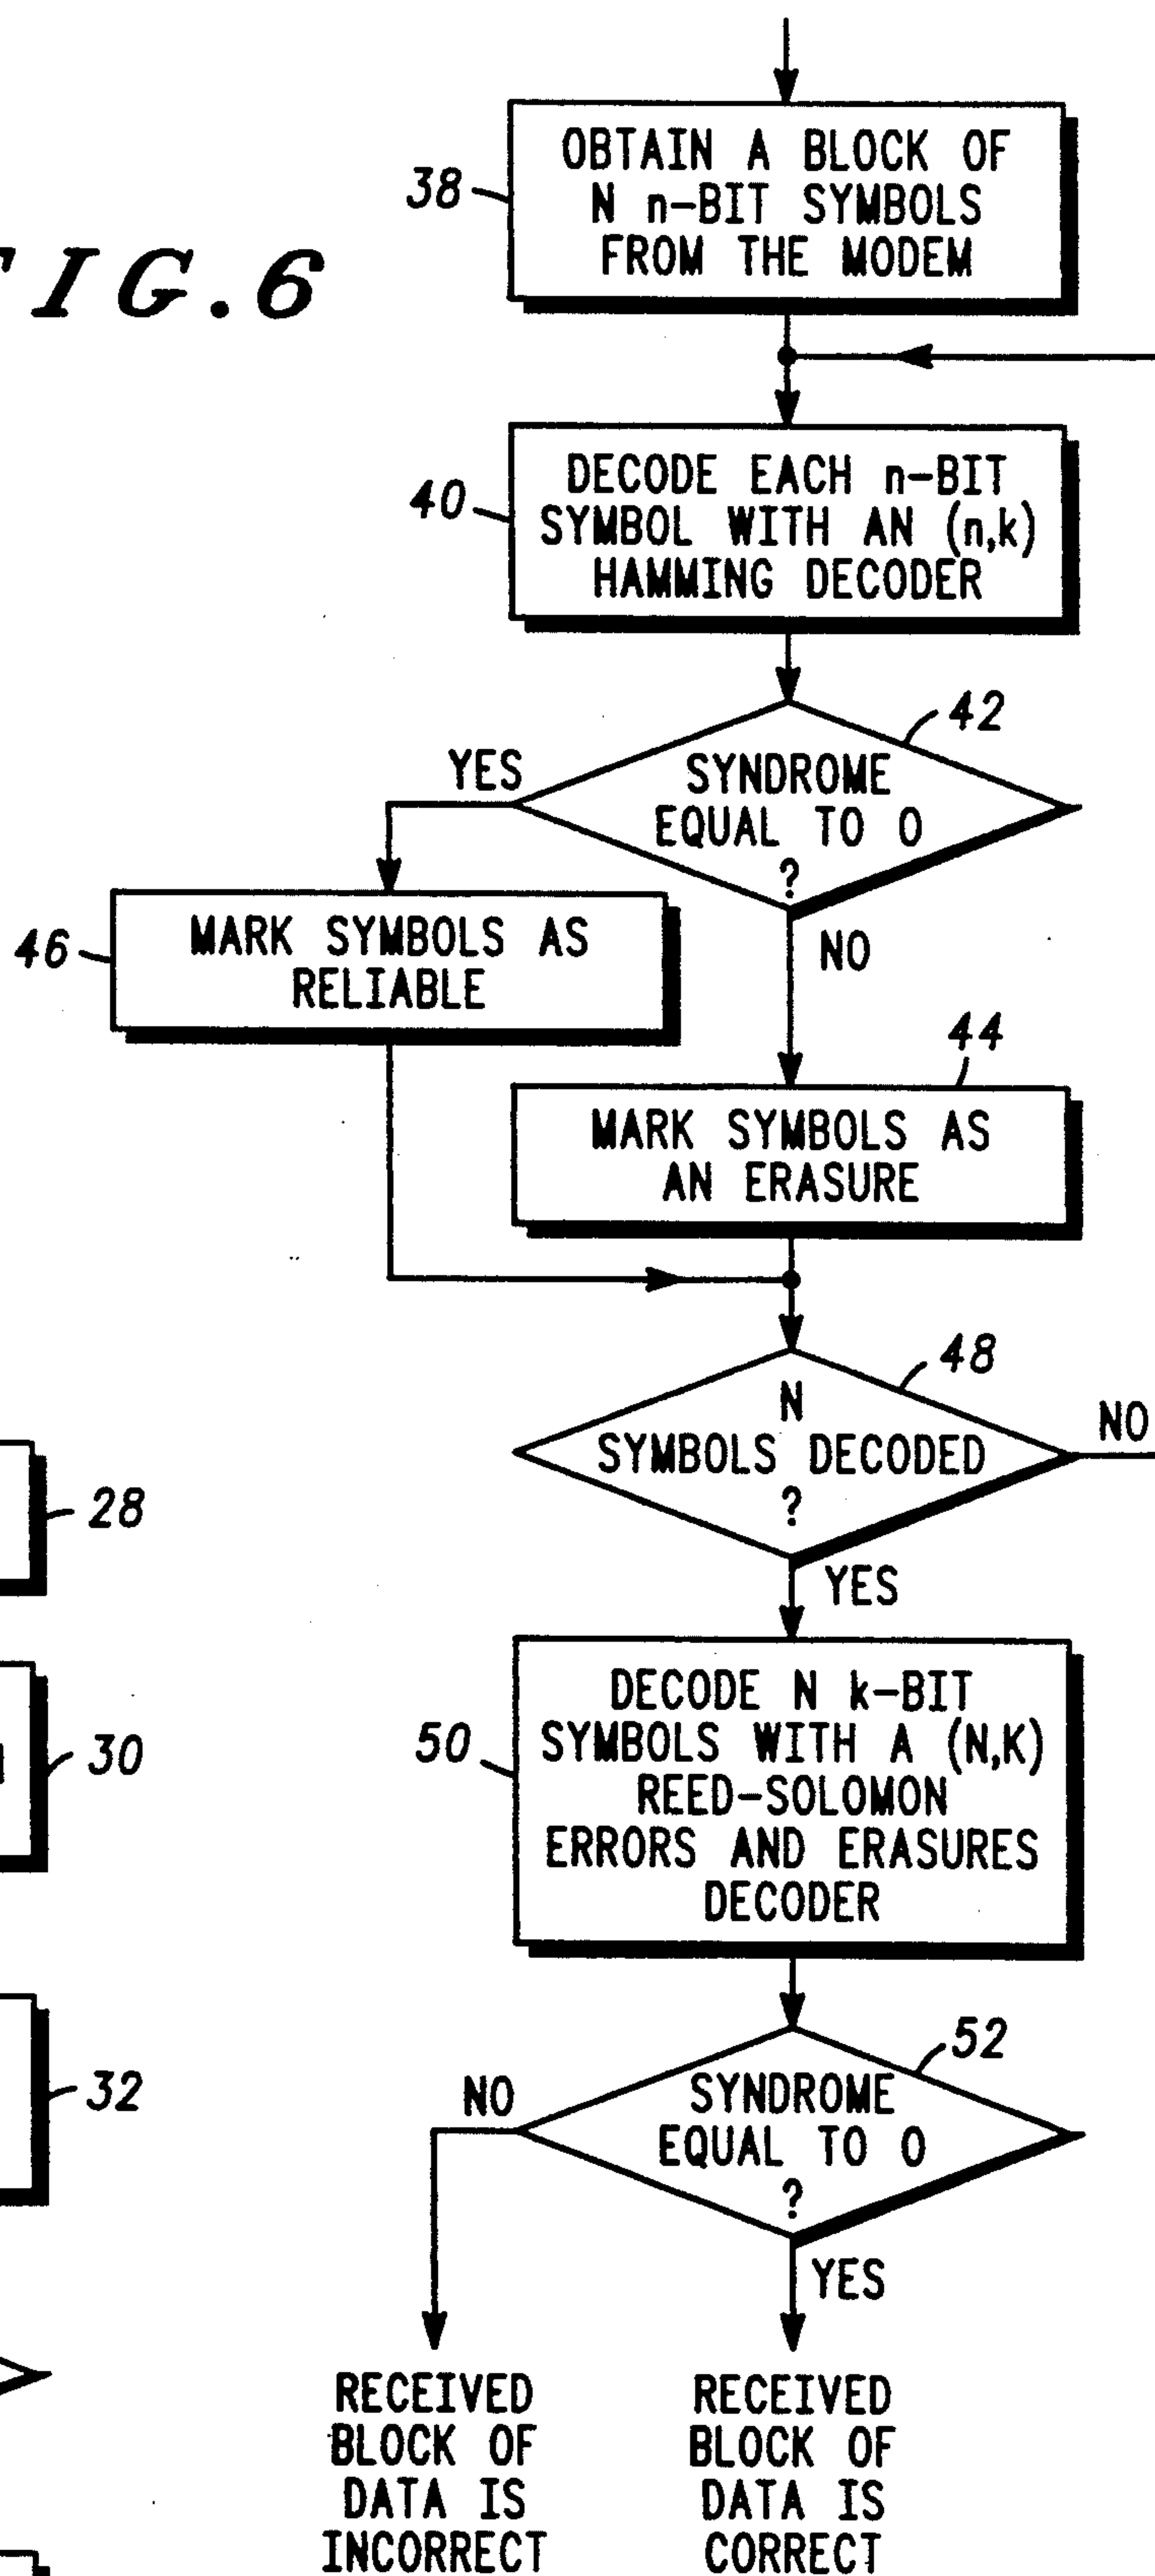 38
OBTAIN A BLOCK OF
N n-BIT SYMBOLS
FROM THE MODEM
FIG.6
40
DECODE EACH n-BIT
SYMBOL WITH AN (n,k)
HAMMING DECODER
42
YES
SYNDROME
EQUAL TO 0
?
NO
46
MARK SYMBOLS AS
RELIABLE
44
MARK SYMBOLS AS
AN ERASURE
48
N
SYMBOLS DECODED
?
NO
YES
28
30
50
DECODE N k-BIT
SYMBOLS WITH A (N,K)
REED-SOLOMON
ERRORS AND ERASURES
DECODER
32
52
NO
SYNDROME
EQUAL TO 0
?
YES
RECEIVED
BLOCK OF
DATA IS
INCORRECT
RECEIVED
BLOCK OF
DATA IS
CORRECT